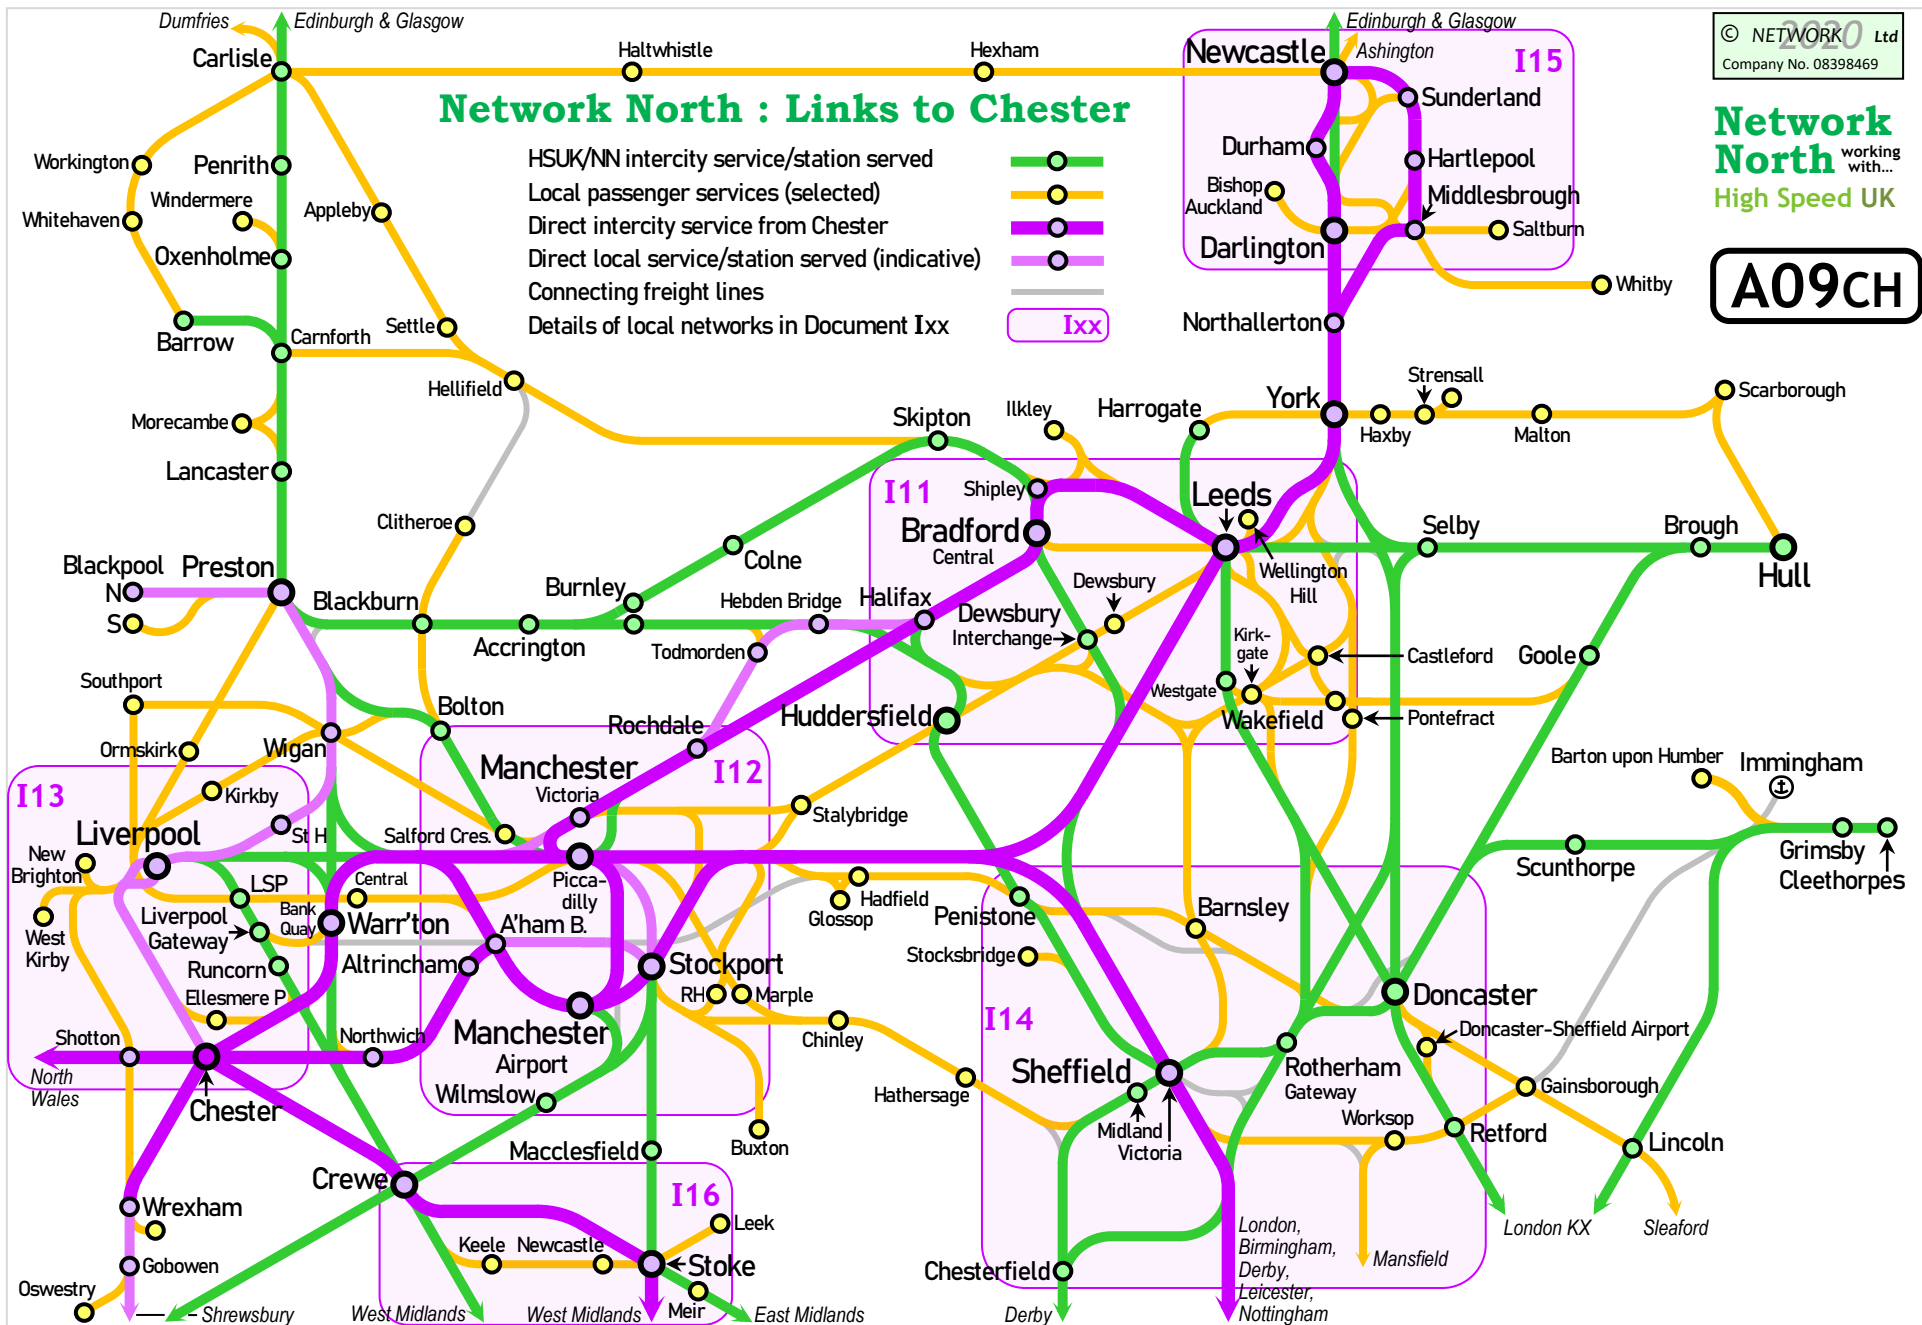 Dumfries
Edinburgh & Glasgow
Edinburgh & Glasgow
Ashington
© NETWORK 2020 Ltd
Company No. 08398469
Carlisle
Haltwhistle
Hexham
Newcastle
I15
Sunderland
Network North : Links to Chester
Network
North working
with...
High Speed UK
A09CH
HSUK/NN intercity service/station served
Local passenger services (selected)
Direct intercity service from Chester
Direct local service/station served (indicative)
Connecting freight lines
Details of local networks in Document Ixx
Ixx
Workington
Penrith
Windermere
Whitehaven
Appleby
Oxenholme
Durham
Hartlepool
Bishop
Auckland
Middlesbrough
Darlington
Saltburn
Whitby
Barrow
Carnforth
Settle
Northallerton
Hellifield
Morecambe
Lancaster
Skipton
Ilkley
Harrogate
York
Strensall
Haxby
Malton
Scarborough
Clitheroe
I11
Shipley
Leeds
Bradford
Central
Selby
Brough
Hull
Colne
Wellington
Hill
Blackpool
N
S
Preston
Blackburn
Burnley
Accrington
Hebden Bridge
Halifax
Todmorden
Dewsbury
Dewsbury
Interchange
Kirk-
gate
Castleford
Goole
Westgate
Wakefield
Pontefract
Southport
Bolton
Rochdale
Huddersfield
Ormskirk
Wigan
Manchester
Victoria
I12
I13
Kirkby
Barton upon Humber
Immingham
Liverpool
St H
Salford Cres.
Stalybridge
New
Brighton
Grimsby
Cleethorpes
Scunthorpe
LSP
Central
Picca-
dilly
Hadfield
Glossop
Penistone
Barnsley
West
Kirby
Liverpool
Gateway
Bank
Quay
Warr'ton
A'ham B.
Runcorn
Altrincham
Stockport
Stocksbridge
Ellesmere P
RH
Marple
Doncaster
Shotton
Northwich
Manchester
Airport
Chinley
I14
Doncaster-Sheffield Airport
North
Wales
Chester
Wilmslow
Hathersage
Sheffield
Rotherham
Gateway
Gainsborough
Buxton
Midland
Victoria
Worksop
Retford
Lincoln
Macclesfield
Crewe
I16
Wrexham
Leek
Keele
Newcastle
Stoke
Gobowen
Oswestry
Meir
Chesterfield
London,
Birmingham,
Derby,
Leicester,
Nottingham
Mansfield
London KX
Sleaford
Shrewsbury
West Midlands
West Midlands
East Midlands
Derby